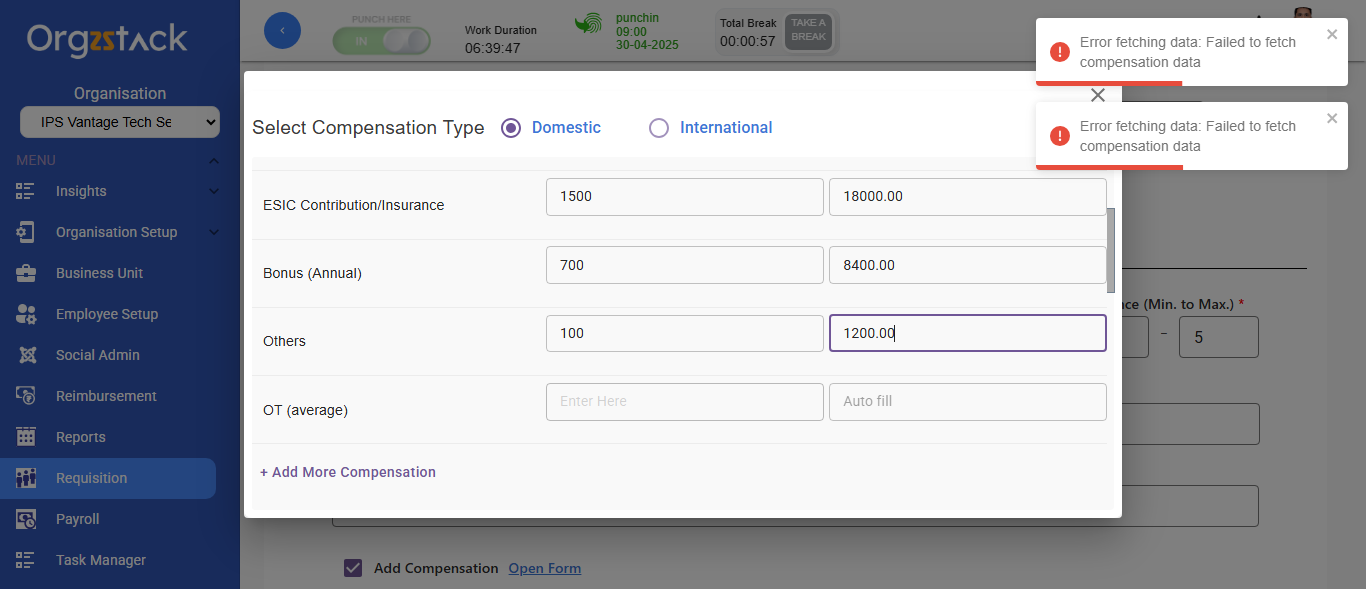 OrgzStack
Organisation
IPS Vantage Tech Se
MENU
Insights
Organisation Setup
Business Unit
Employee Setup
Social Admin
Reimbursement
Reports
Requisition
Payroll
Task Manager
PUNCH HERE
IN
Work Duration
06:39:47
punchin
09:00
30-04-2025
Total Break
00:00:57
TAKE A
BREAK
Error fetching data: Failed to fetch
compensation data
Error fetching data: Failed to fetch
compensation data
Select Compensation Type Domestic International
ESIC Contribution/Insurance 1500 18000.00
Bonus (Annual) 700 8400.00
Others 100 1200.00
OT (average) Enter Here Auto fill
+ Add More Compensation
nce (Min. to Max.) *
- 5
Add Compensation Open Form